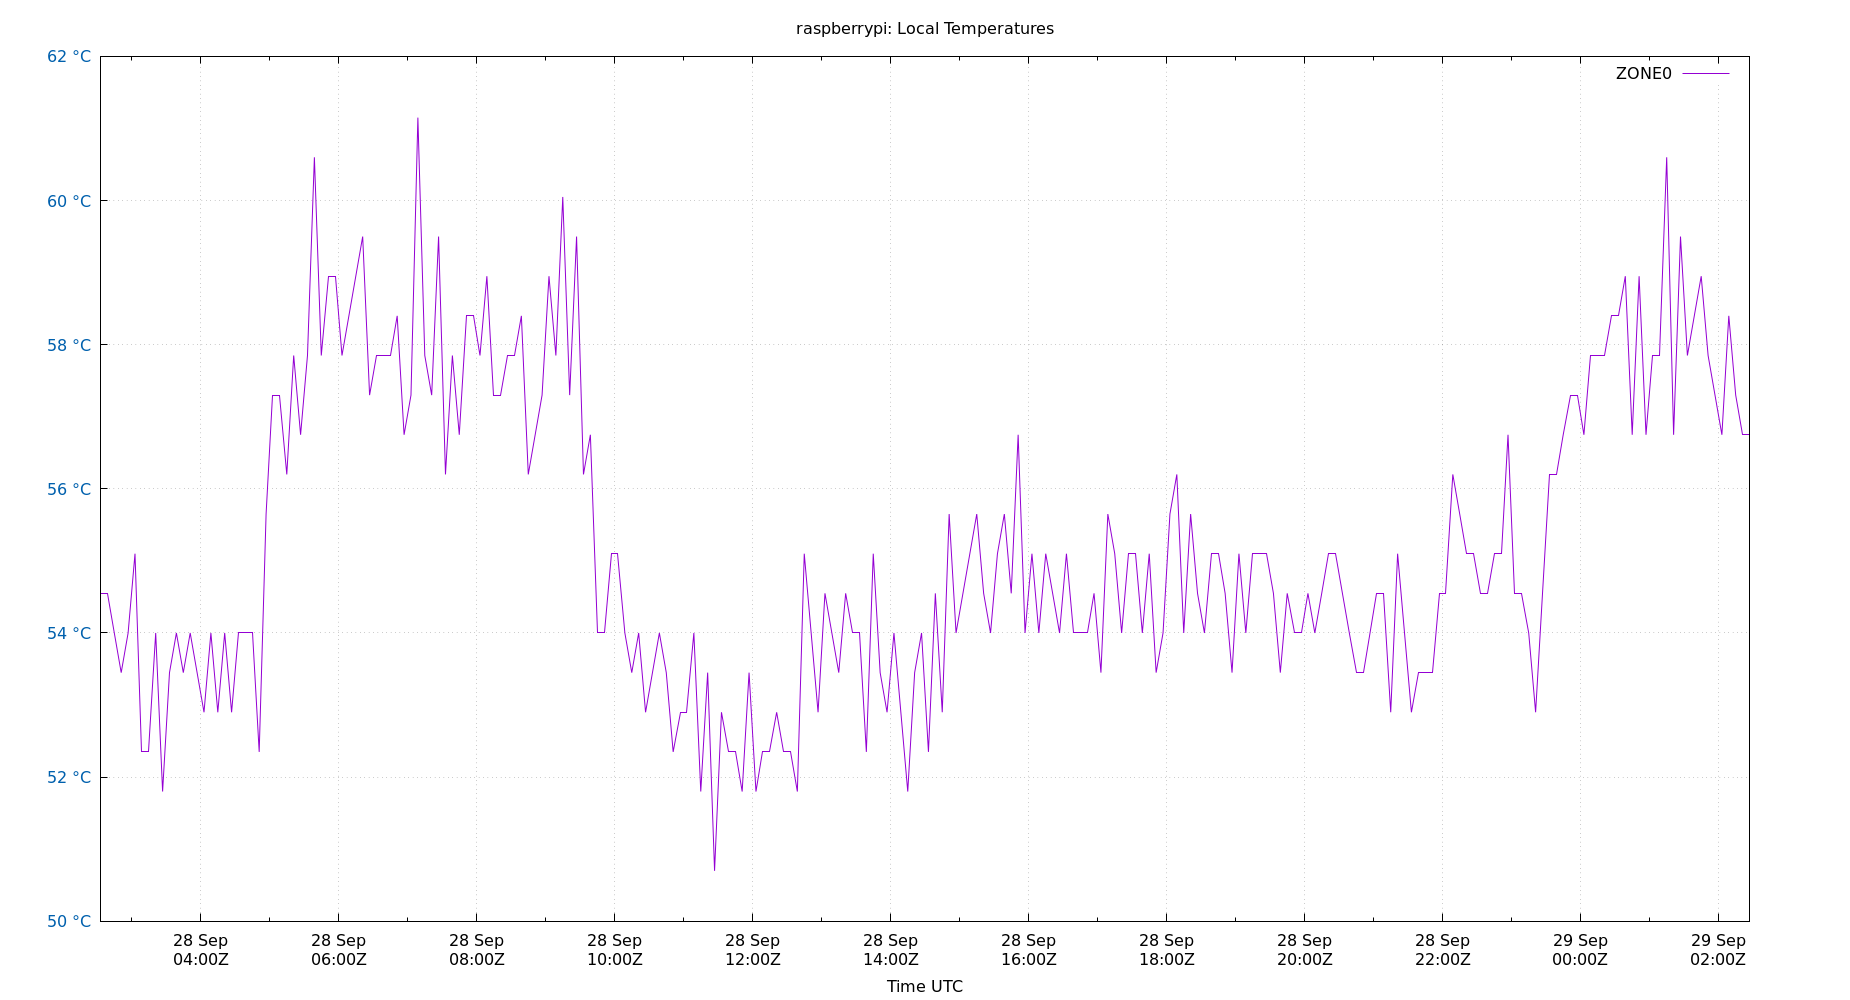 raspberrypi: Local Temperatures
62 °C
ZONE0
60 °C
58 °C
56 °C
54 °C
52 °C
50 °C
28 Sep 28 Sep 28 Sep 28 Sep 28 Sep 28 Sep 28 Sep 28 Sep 28 Sep 28 Sep 29 Sep 29 Sep
04:00Z 06:00Z 08:00Z 10:00Z 12:00Z 14:00Z 16:00Z 18:00Z 20:00Z 22:00Z 00:00Z 02:00Z
Time UTC